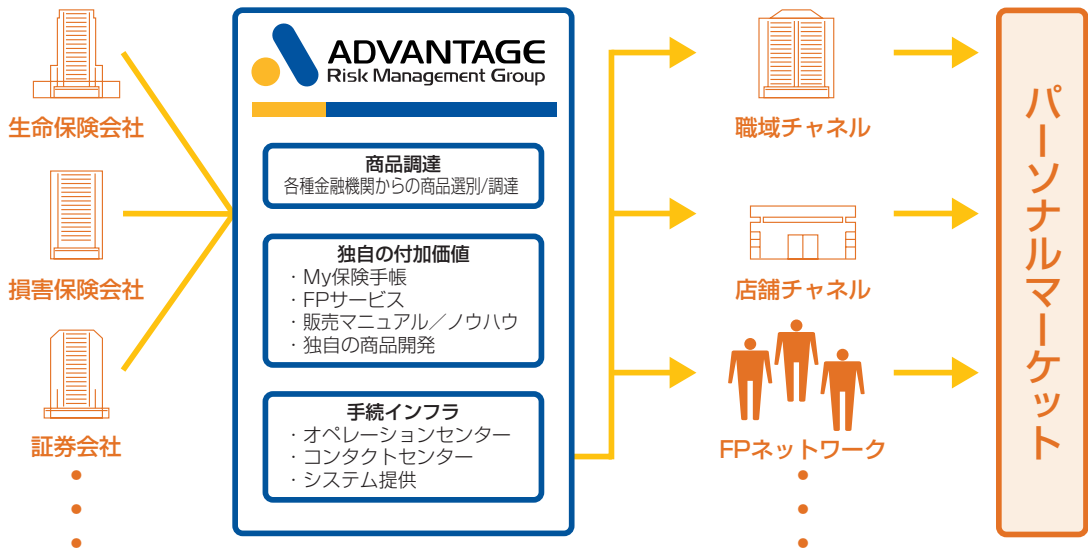 生命保険会社
損害保険会社
証券会社
ADVANTAGE
Risk Management Group
商品調達
各種金融機関からの商品選別/調達
独自の付加価値
・My保険手帳
・FPサービス
・販売マニュアル／ノウハウ
・独自の商品開発
手続インフラ
・オペレーションセンター
・コンタクトセンター
・システム提供
職域チャネル
店舗チャネル
FPネットワーク
パーソナルマーケット